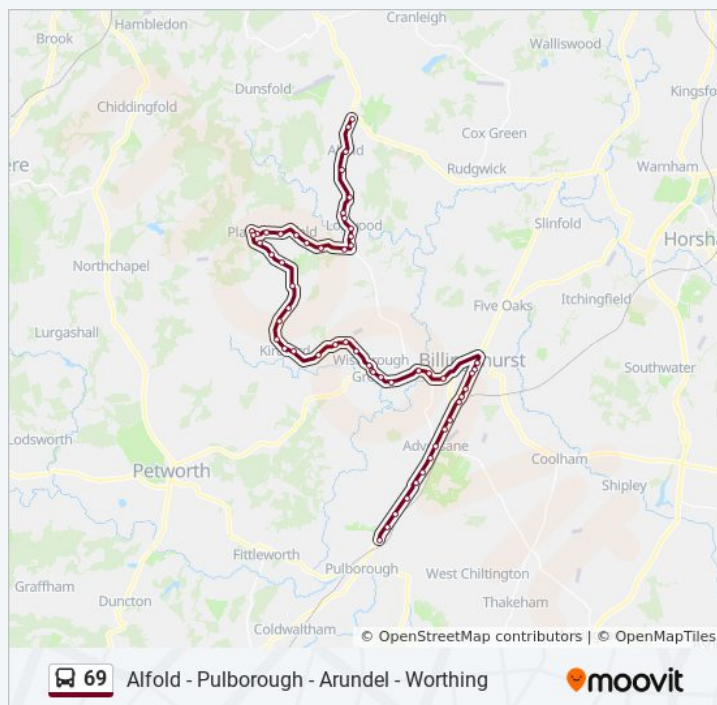 Cranleigh
Hambledon
Brook
Walliswood
Dunsfold
Kingsfo
Chiddingfold
Cox Green
ere
Rudgwick
Warnham
Slinfold
Horsha
Northchapel
Itchingfield
Five Oaks
Lurgashall
Southwater
Lodsworth
Petworth
Coolham
Shipley
Fittleworth
Pulborough
Graffham
West Chiltington
Duncton
Thakeham
Coldwaltham
© OpenStreetMap contributors | © OpenMapTiles
69 Alfold - Pulborough - Arundel - Worthing moovit